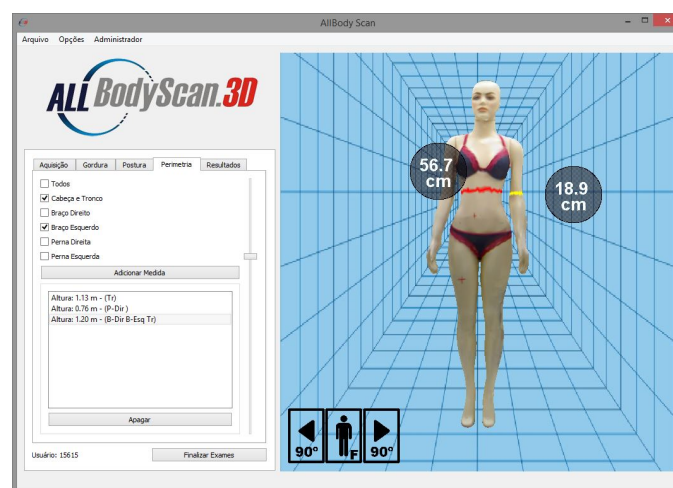 AllBody Scan
Arquivo Opções Administrador
ALL BodyScan.3D
Aquisição Gordura Postura Perimetria Resultados
Todos
Cabeça e Tronco
Braço Direito
Braço Esquerdo
Perna Direita
Perna Esquerda
Adicionar Medida
Altura: 1.13 m - (Tr)
Altura: 0.76 m - (P-Dir )
Altura: 1.20 m - (B-Dir B-Esq Tr)
Apagar
Usuário: 15615
Finalizar Exames
56.7
cm
18.9
cm
90°
F
90°